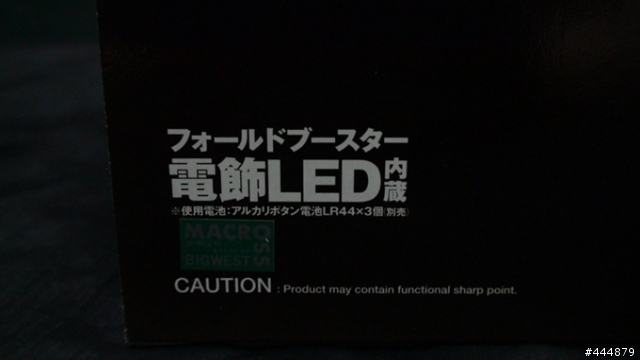 フォールドブースター
電飾LED内蔵
※使用電池:アルカリボタン電池LR44×3個(別売)
MACROSS
BIGWEST
CAUTION : Product may contain functional sharp point.
#444879